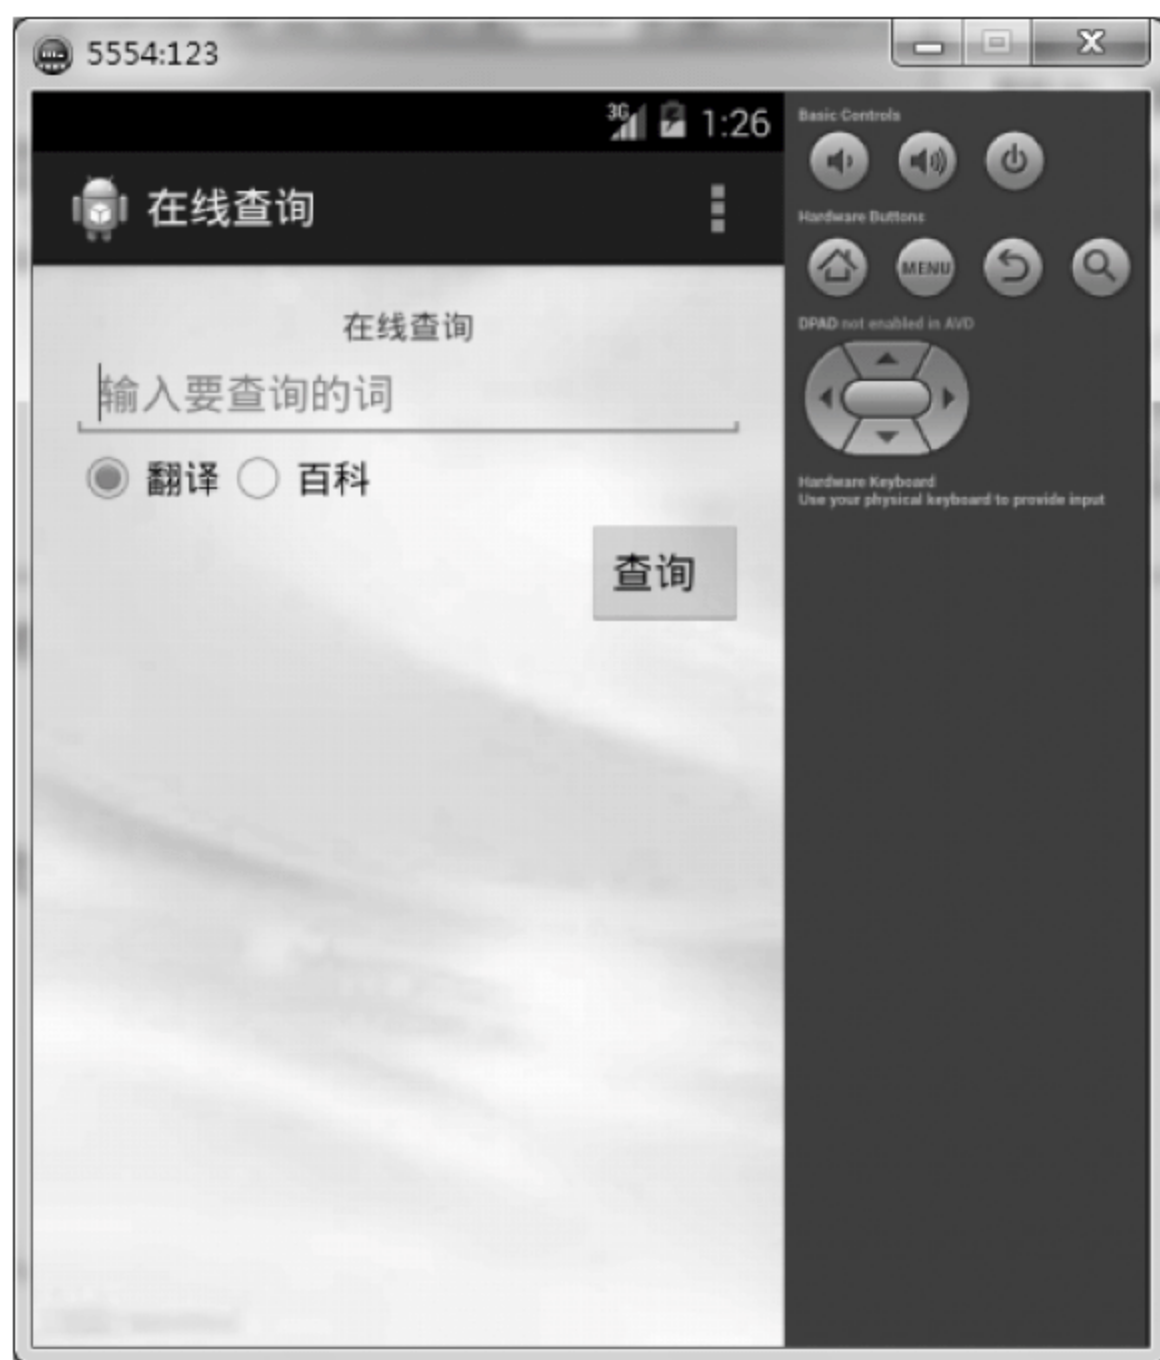 5554:123
3G 1:26
在线查询
在线查询
输入要查询的词
翻译 百科
查询
Basic Controls
Hardware Buttons
MENU
DPAD not enabled in AVD
Hardware Keyboard
Use your physical keyboard to provide input